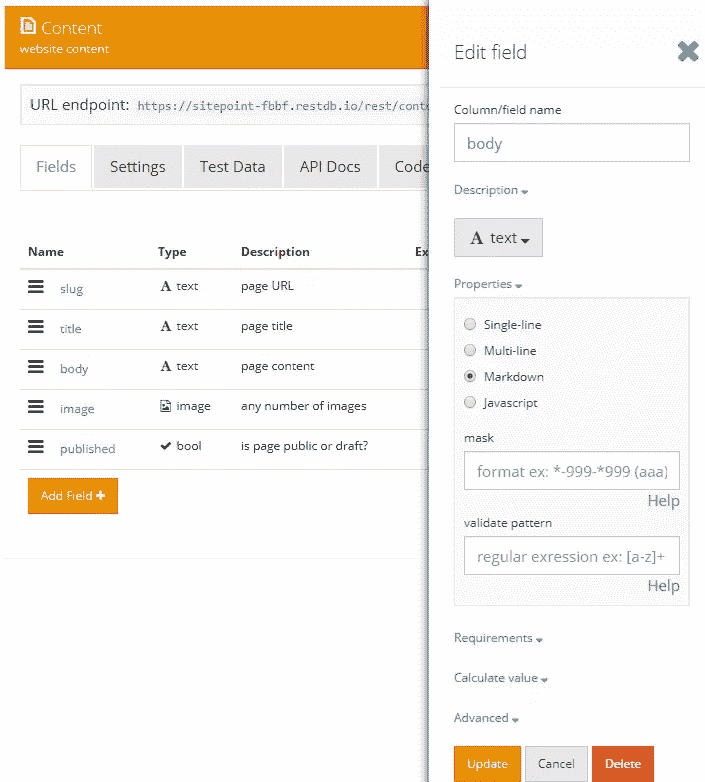 Content
website content
URL endpoint: https://sitepoint-fbbf.restdb.io/rest/conte
Fields Settings Test Data API Docs Code
Name Type Description Ex
slug A text page URL
title A text page title
body A text page content
image image any number of images
published bool is page public or draft?
Add Field +
Edit field
Column/field name
body
Description
A text
Properties
Single-line
Multi-line
Markdown
Javascript
mask
format ex: *-999-*999 (aaa)
Help
validate pattern
regular exression ex: [a-z]+
Help
Requirements
Calculate value
Advanced
Update Cancel Delete